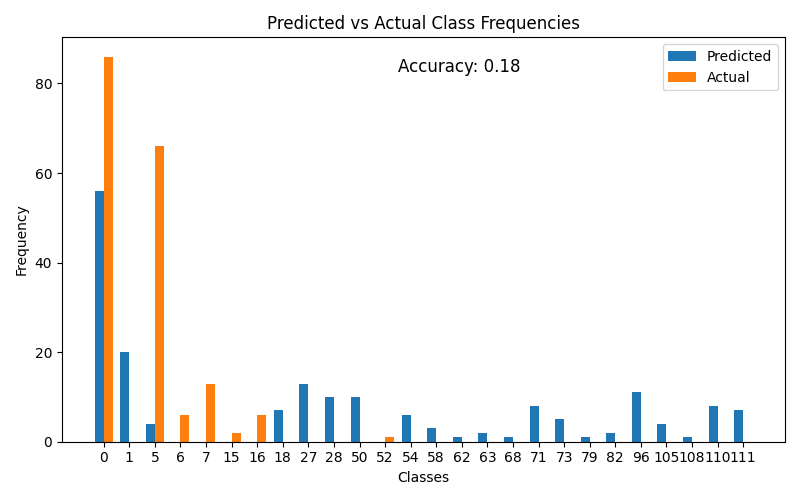 Predicted vs Actual Class Frequencies
Accuracy: 0.18
Predicted
Actual
80
60
40
20
0
Frequency
0 1 5 6 7 15 16 18 27 28 50 52 54 58 62 63 68 71 73 79 82 96 105 108 110 111
Classes